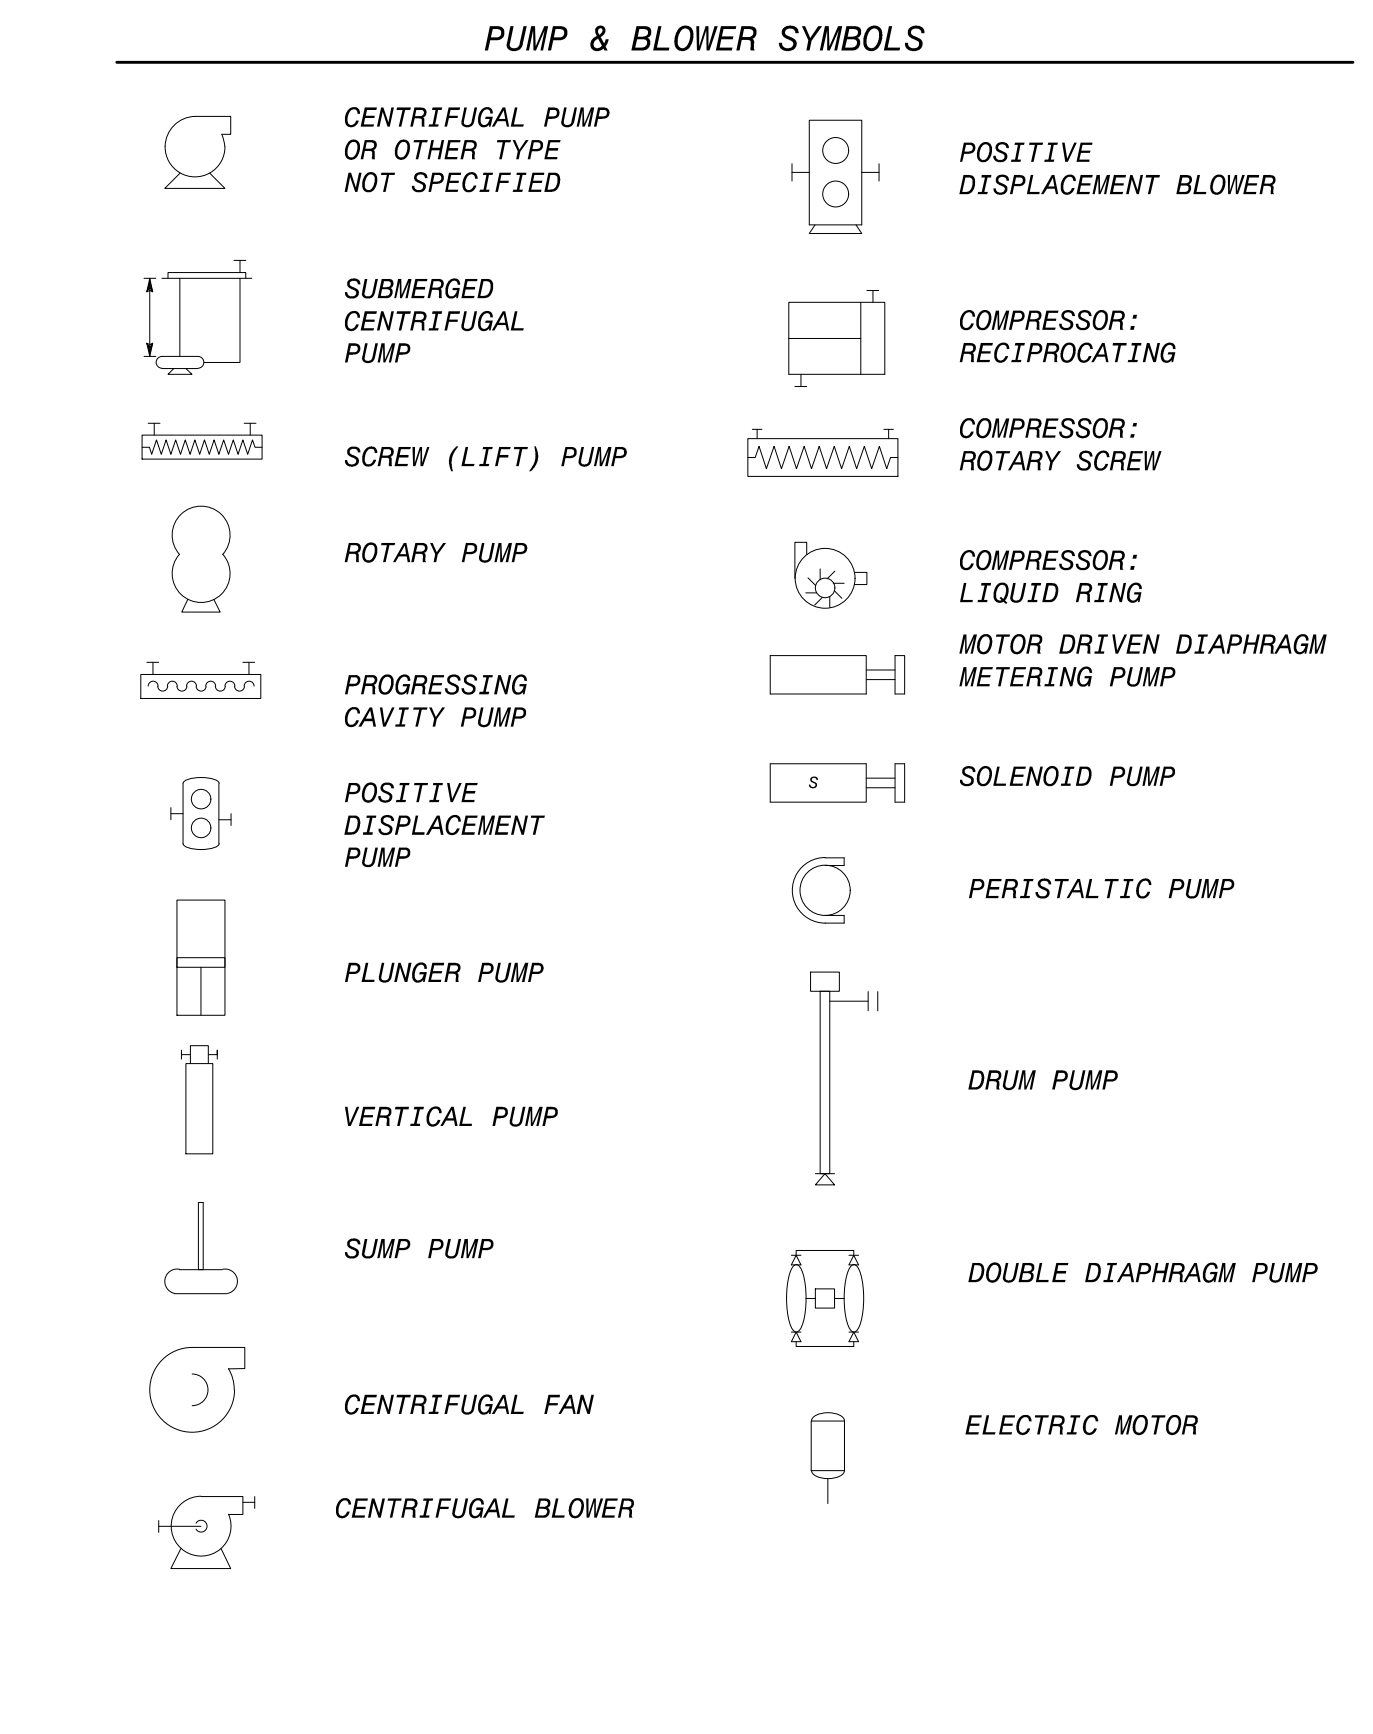 PUMP & BLOWER SYMBOLS
CENTRIFUGAL PUMP
OR OTHER TYPE
NOT SPECIFIED
SUBMERGED
CENTRIFUGAL
PUMP
SCREW (LIFT) PUMP
ROTARY PUMP
PROGRESSING
CAVITY PUMP
POSITIVE
DISPLACEMENT
PUMP
PLUNGER PUMP
VERTICAL PUMP
SUMP PUMP
CENTRIFUGAL FAN
CENTRIFUGAL BLOWER
POSITIVE
DISPLACEMENT BLOWER
COMPRESSOR:
RECIPROCATING
COMPRESSOR:
ROTARY SCREW
COMPRESSOR:
LIQUID RING
MOTOR DRIVEN DIAPHRAGM
METERING PUMP
S
SOLENOID PUMP
PERISTALTIC PUMP
DRUM PUMP
DOUBLE DIAPHRAGM PUMP
ELECTRIC MOTOR